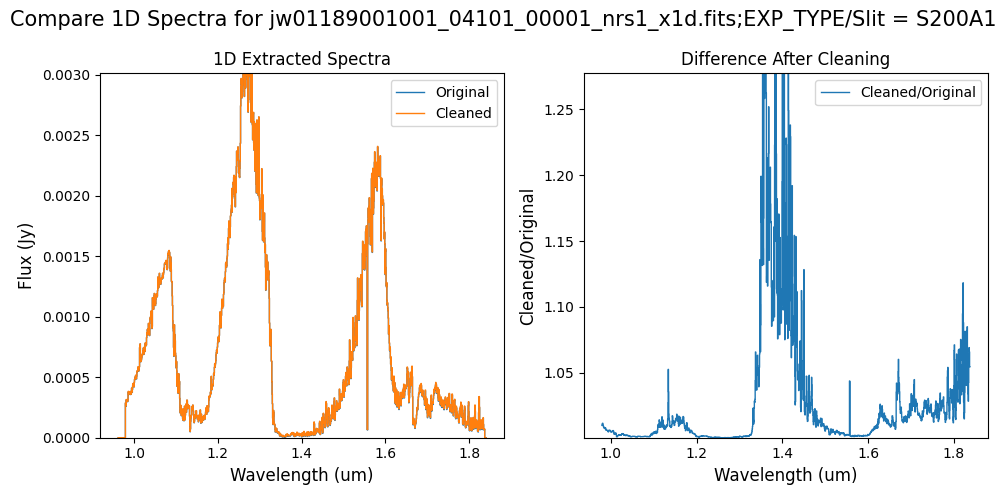 Compare 1D Spectra for jw01189001001_04101_00001_nrs1_x1d.fits;EXP_TYPE/Slit = S200A1
1D Extracted Spectra
Original
Cleaned
Flux (Jy)
0.0030
0.0025
0.0020
0.0015
0.0010
0.0005
0.0000
1.0 1.2 1.4 1.6 1.8
Wavelength (um)
Difference After Cleaning
Cleaned/Original
Cleaned/Original
1.25
1.20
1.15
1.10
1.05
1.0 1.2 1.4 1.6 1.8
Wavelength (um)